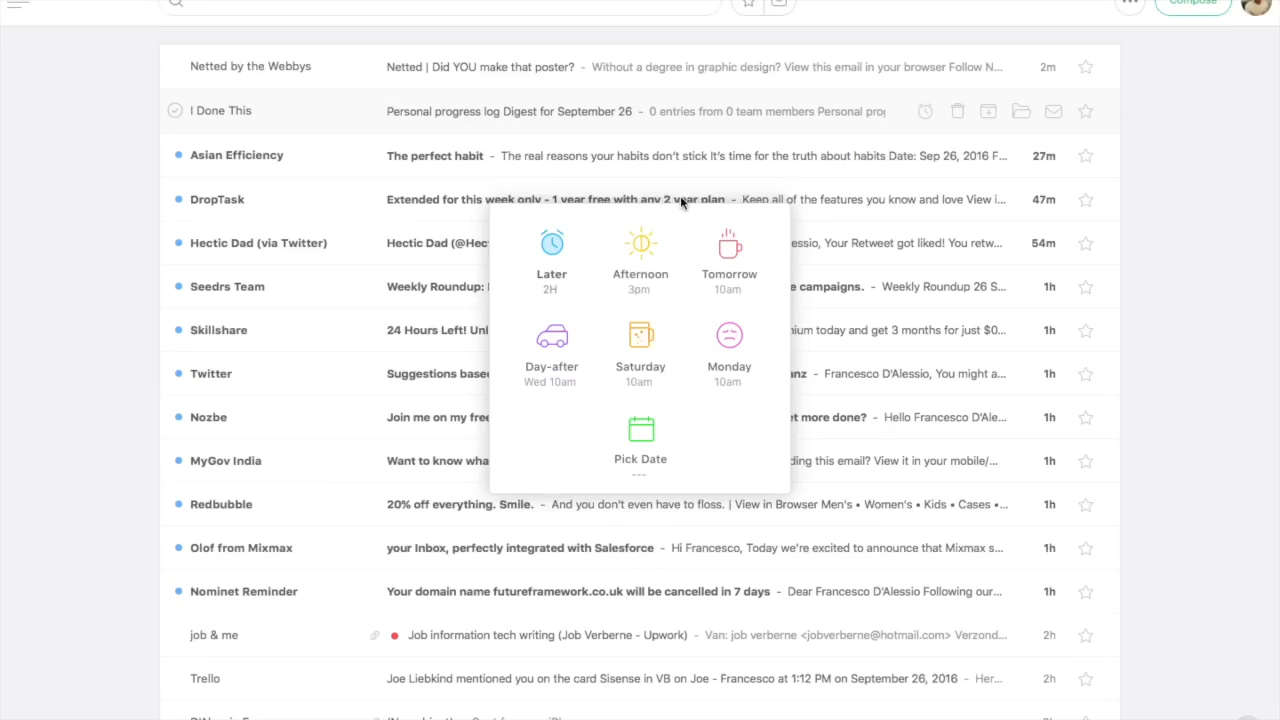 Compose
Netted by the Webbys Netted | Did YOU make that poster? - Without a degree in graphic design? View this email in your browser Follow N... 2m
I Done This Personal progress log Digest for September 26 - 0 entries from 0 team members Personal prog
Asian Efficiency The perfect habit - The real reasons your habits don't stick It's time for the truth about habits Date: Sep 26, 2016 F... 27m
DropTask Extended for this week only - 1 year free with any 2 year plan - Keep all of the features you know and love View i... 47m
Hectic Dad (via Twitter) Hectic Dad (@Hect essio, Your Retweet got liked! You retw... 54m
Seedrs Team Weekly Roundup: e campaigns. - Weekly Roundup 26 S... 1h
Skillshare 24 Hours Left! Unl nium today and get 3 months for just $0... 1h
Twitter Suggestions based anz - Francesco D'Alessio, You might a... 1h
Nozbe Join me on my free et more done? - Hello Francesco D'Ale... 1h
MyGov India Want to know wha ding this email? View it in your mobile/... 1h
Later Afternoon Tomorrow
2H 3pm 10am
Day-after Saturday Monday
Wed 10am 10am 10am
Pick Date
---
Redbubble 20% off everything. Smile. - And you don't even have to floss. | View in Browser Men's • Women's • Kids • Cases •... 1h
Olof from Mixmax your Inbox, perfectly integrated with Salesforce - Hi Francesco, Today we're excited to announce that Mixmax s... 1h
Nominet Reminder Your domain name futureframework.co.uk will be cancelled in 7 days - Dear Francesco D'Alessio Following our... 1h
job & me Job information tech writing (Job Verberne - Upwork) - Van: job verberne <jobverberne@hotmail.com> Verzond... 2h
Trello Joe Liebkind mentioned you on the card Sisense in VB on Joe - Francesco at 1:12 PM on September 26, 2016 - Her... 2h